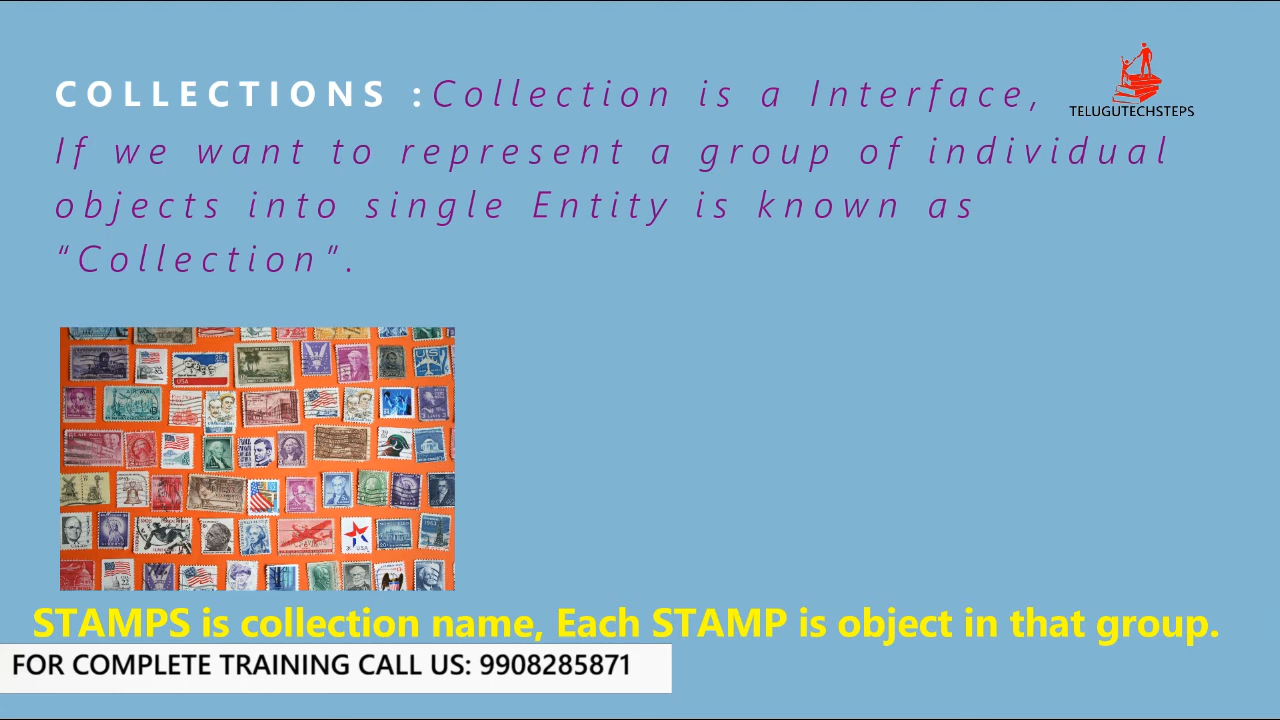 COLLECTIONS : Collection is a Interface,
TELUGUTECHSTEPS
If we want to represent a group of individual
objects into single Entity is known as
“Collection”.
STAMPS is collection name, Each STAMP is object in that group.
FOR COMPLETE TRAINING CALL US: 9908285871